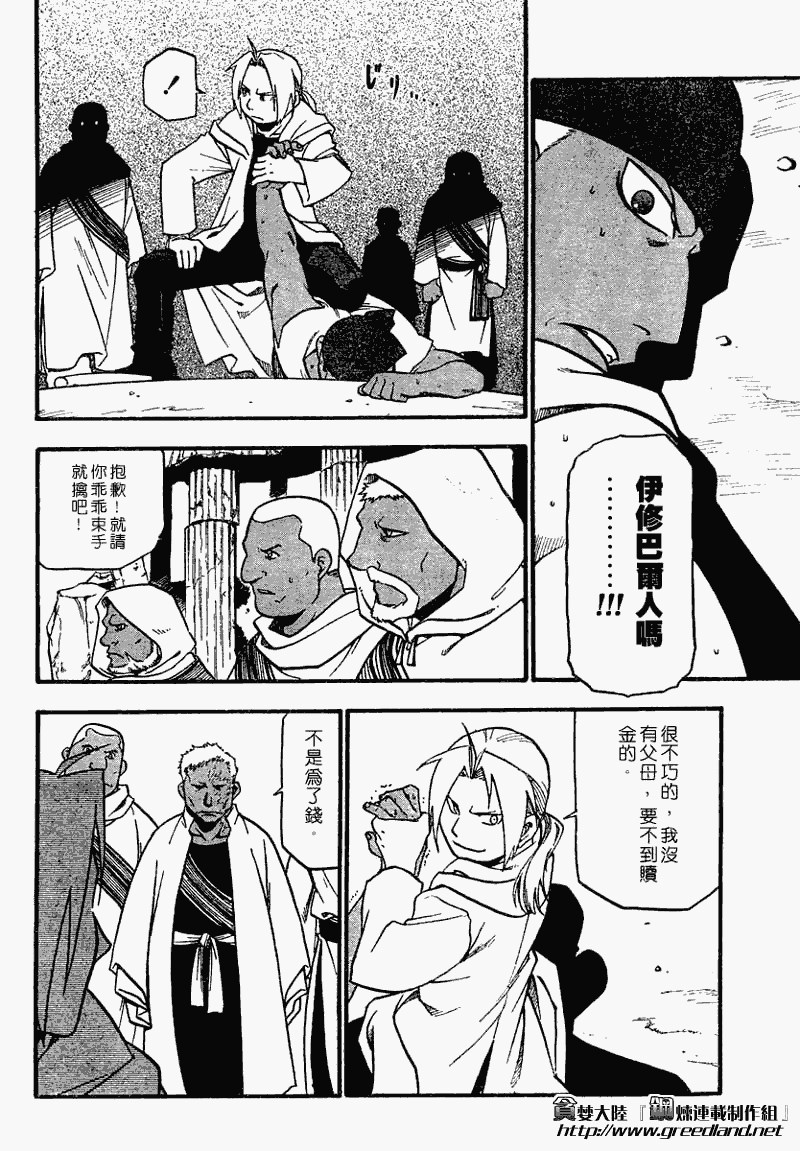 伊修巴爾人嗎
…………!!!
！
じり……
抱歉！就請
你乖乖束手
就擒吧！
很不巧的，我沒
有父母，要不到贖
金的。
不是為了錢。
貪婪大陸『鋼煉連載制作組』
http://www.greedland.net